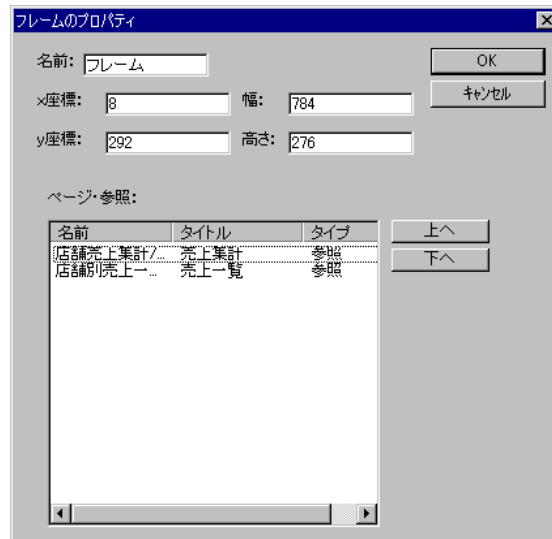 フレームのプロパティ
名前: フレーム
OK
x座標: 8 幅: 784
キャンセル
y座標: 292 高さ: 276
ページ・参照:
名前 タイトル タイプ
上へ
店舗売上集計/... 売上集計 参照
下へ
店舗別売上一... 売上一覧 参照